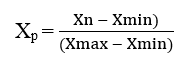 Xp = Xn − Xmin)
(Xmax − Xmin)